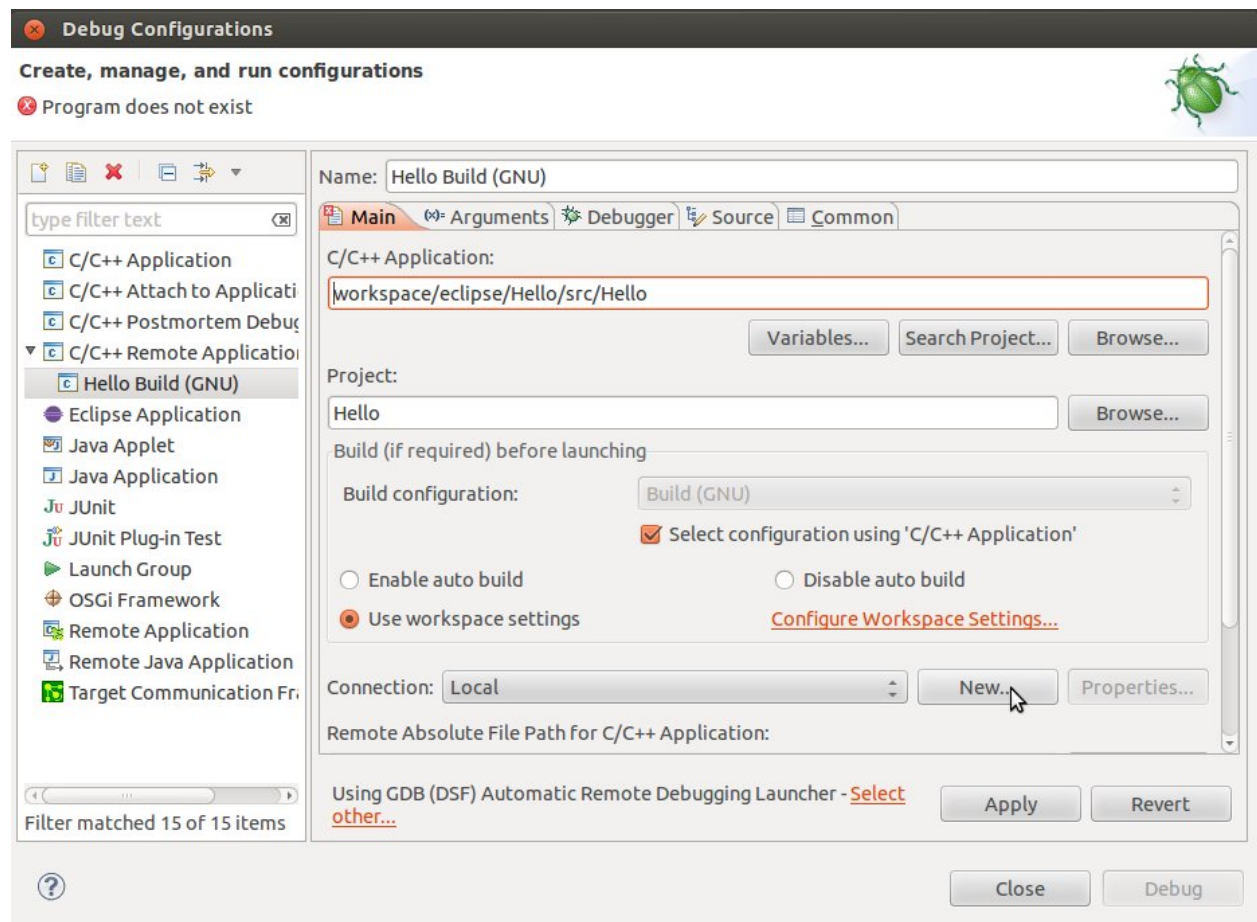 Debug Configurations
Create, manage, and run configurations
Program does not exist
type filter text
C/C++ Application
C/C++ Attach to Applicati
C/C++ Postmortem Debug
C/C++ Remote Application
Hello Build (GNU)
Eclipse Application
Java Applet
Java Application
Ju JUnit
JUnit Plug-in Test
Launch Group
OSGi Framework
Remote Application
Remote Java Application
Target Communication Fra
Filter matched 15 of 15 items
Name: Hello Build (GNU)
Main (x)= Arguments Debugger Source Common
C/C++ Application:
workspace/eclipse/Hello/src/Hello
Variables... Search Project... Browse...
Project:
Hello Browse...
Build (if required) before launching
Build configuration: Build (GNU)
Select configuration using 'C/C++ Application'
Enable auto build Disable auto build
Use workspace settings Configure Workspace Settings...
Connection: Local New... Properties...
Remote Absolute File Path for C/C++ Application:
Using GDB (DSF) Automatic Remote Debugging Launcher - Select
other...
Apply Revert
Close Debug